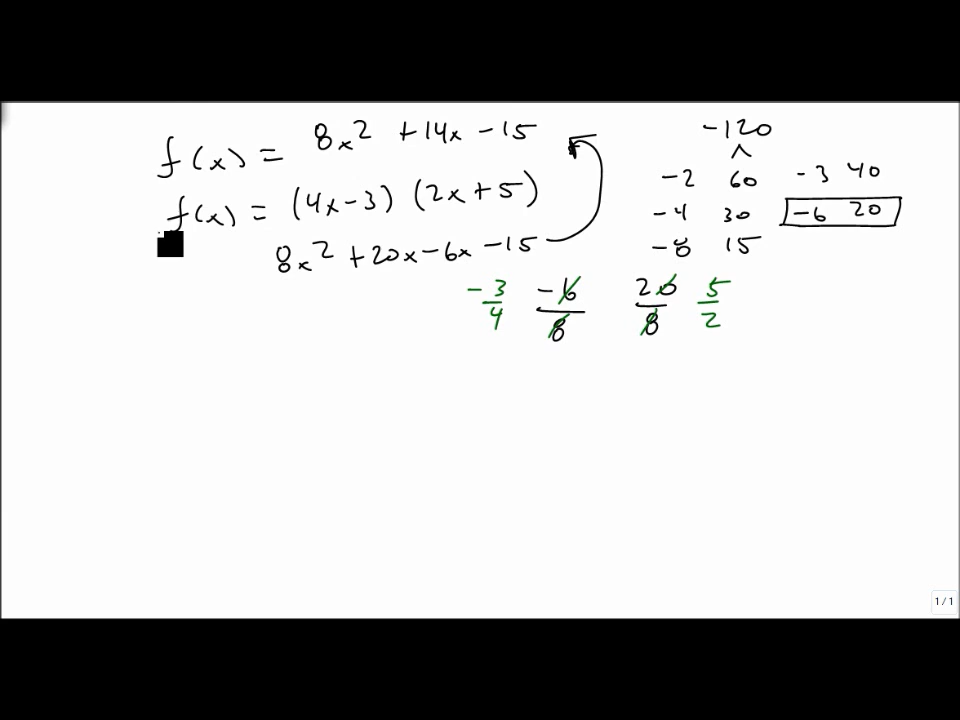 f(x) = 8x² + 14x - 15
f(x) = (4x - 3) (2x + 5)
8x² + 20x - 6x - 15
-120
^
-2 60 -3 40
-4 30 -6 20
-8 15
-3/4 -6/8 20/8 5/2
1/1